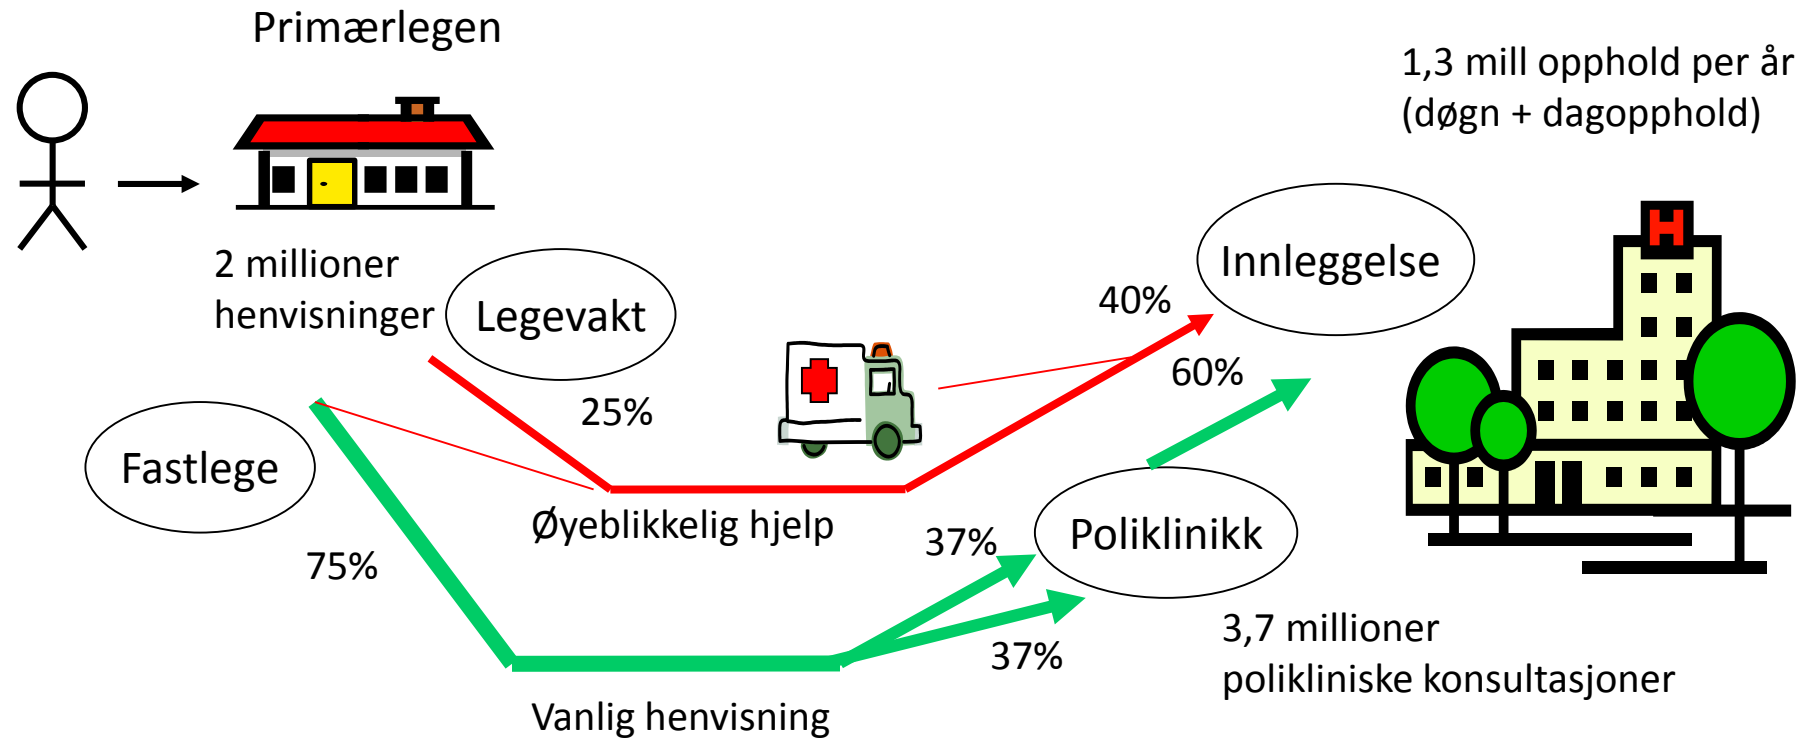 Primærlegen
1,3 mill opphold per år
(døgn + dagopphold)
H
2 millioner
henvisninger
Legevakt
Innleggelse
40%
60%
25%
Fastlege
Øyeblikkelig hjelp
37%
Poliklinikk
75%
37%
3,7 millioner
polikliniske konsultasjoner
Vanlig henvisning